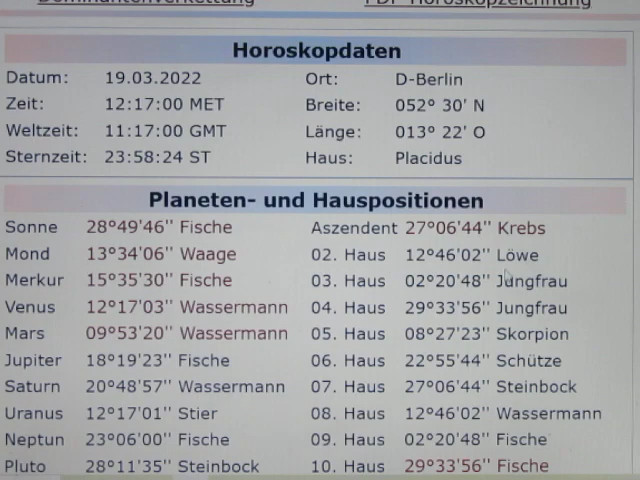 Dominantenverkettung PDF-Horoskopzeichnung
Horoskopdaten
Datum: 19.03.2022 Ort: D-Berlin
Zeit: 12:17:00 MET Breite: 052° 30' N
Weltzeit: 11:17:00 GMT Länge: 013° 22' O
Sternzeit: 23:58:24 ST Haus: Placidus
Planeten- und Hauspositionen
Sonne 28°49'46'' Fische Aszendent 27°06'44'' Krebs
Mond 13°34'06'' Waage 02. Haus 12°46'02'' Löwe
Merkur 15°35'30'' Fische 03. Haus 02°20'48'' Jungfrau
Venus 12°17'03'' Wassermann 04. Haus 29°33'56'' Jungfrau
Mars 09°53'20'' Wassermann 05. Haus 08°27'23'' Skorpion
Jupiter 18°19'23'' Fische 06. Haus 22°55'44'' Schütze
Saturn 20°48'57'' Wassermann 07. Haus 27°06'44'' Steinbock
Uranus 12°17'01'' Stier 08. Haus 12°46'02'' Wassermann
Neptun 23°06'00'' Fische 09. Haus 02°20'48'' Fische
Pluto 28°11'35'' Steinbock 10. Haus 29°33'56'' Fische